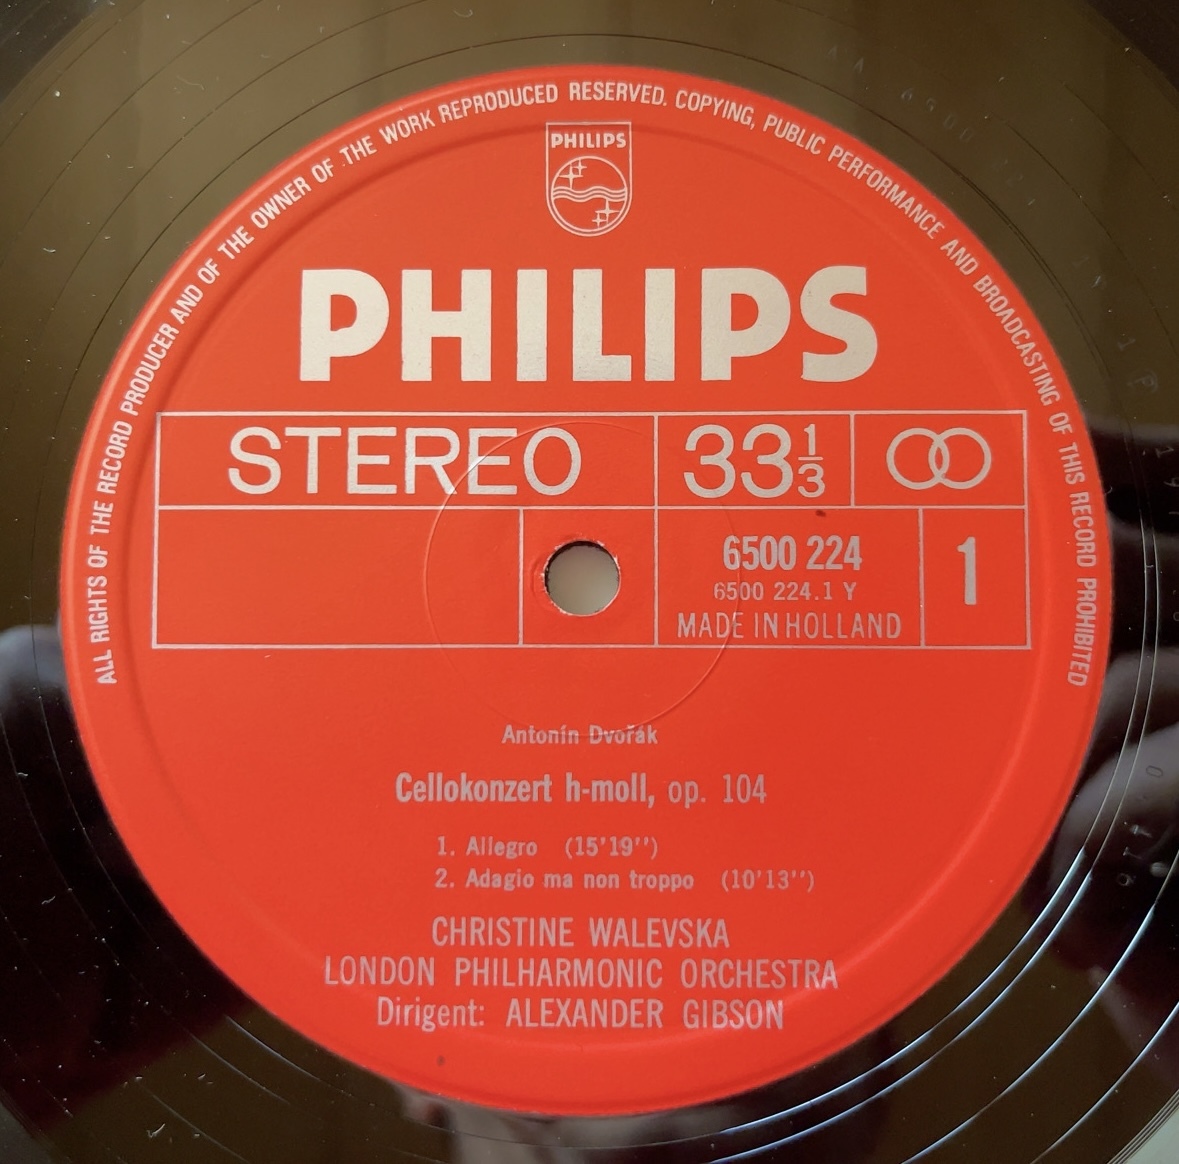 ALL RIGHTS OF THE RECORD PRODUCER AND OF THE OWNER OF THE WORK REPRODUCED RESERVED. COPYING, PUBLIC PERFORMANCE AND BROADCASTING OF THIS RECORD PROHIBITED
PHILIPS
PHILIPS
STEREO 33 1/3
6500 224
6500 224.1 Y
MADE IN HOLLAND
1
Antonín Dvořák
Cellokonzert h-moll, op. 104
1. Allegro (15'19'')
2. Adagio ma non troppo (10'13'')
CHRISTINE WALEVSKA
LONDON PHILHARMONIC ORCHESTRA
Dirigent: ALEXANDER GIBSON